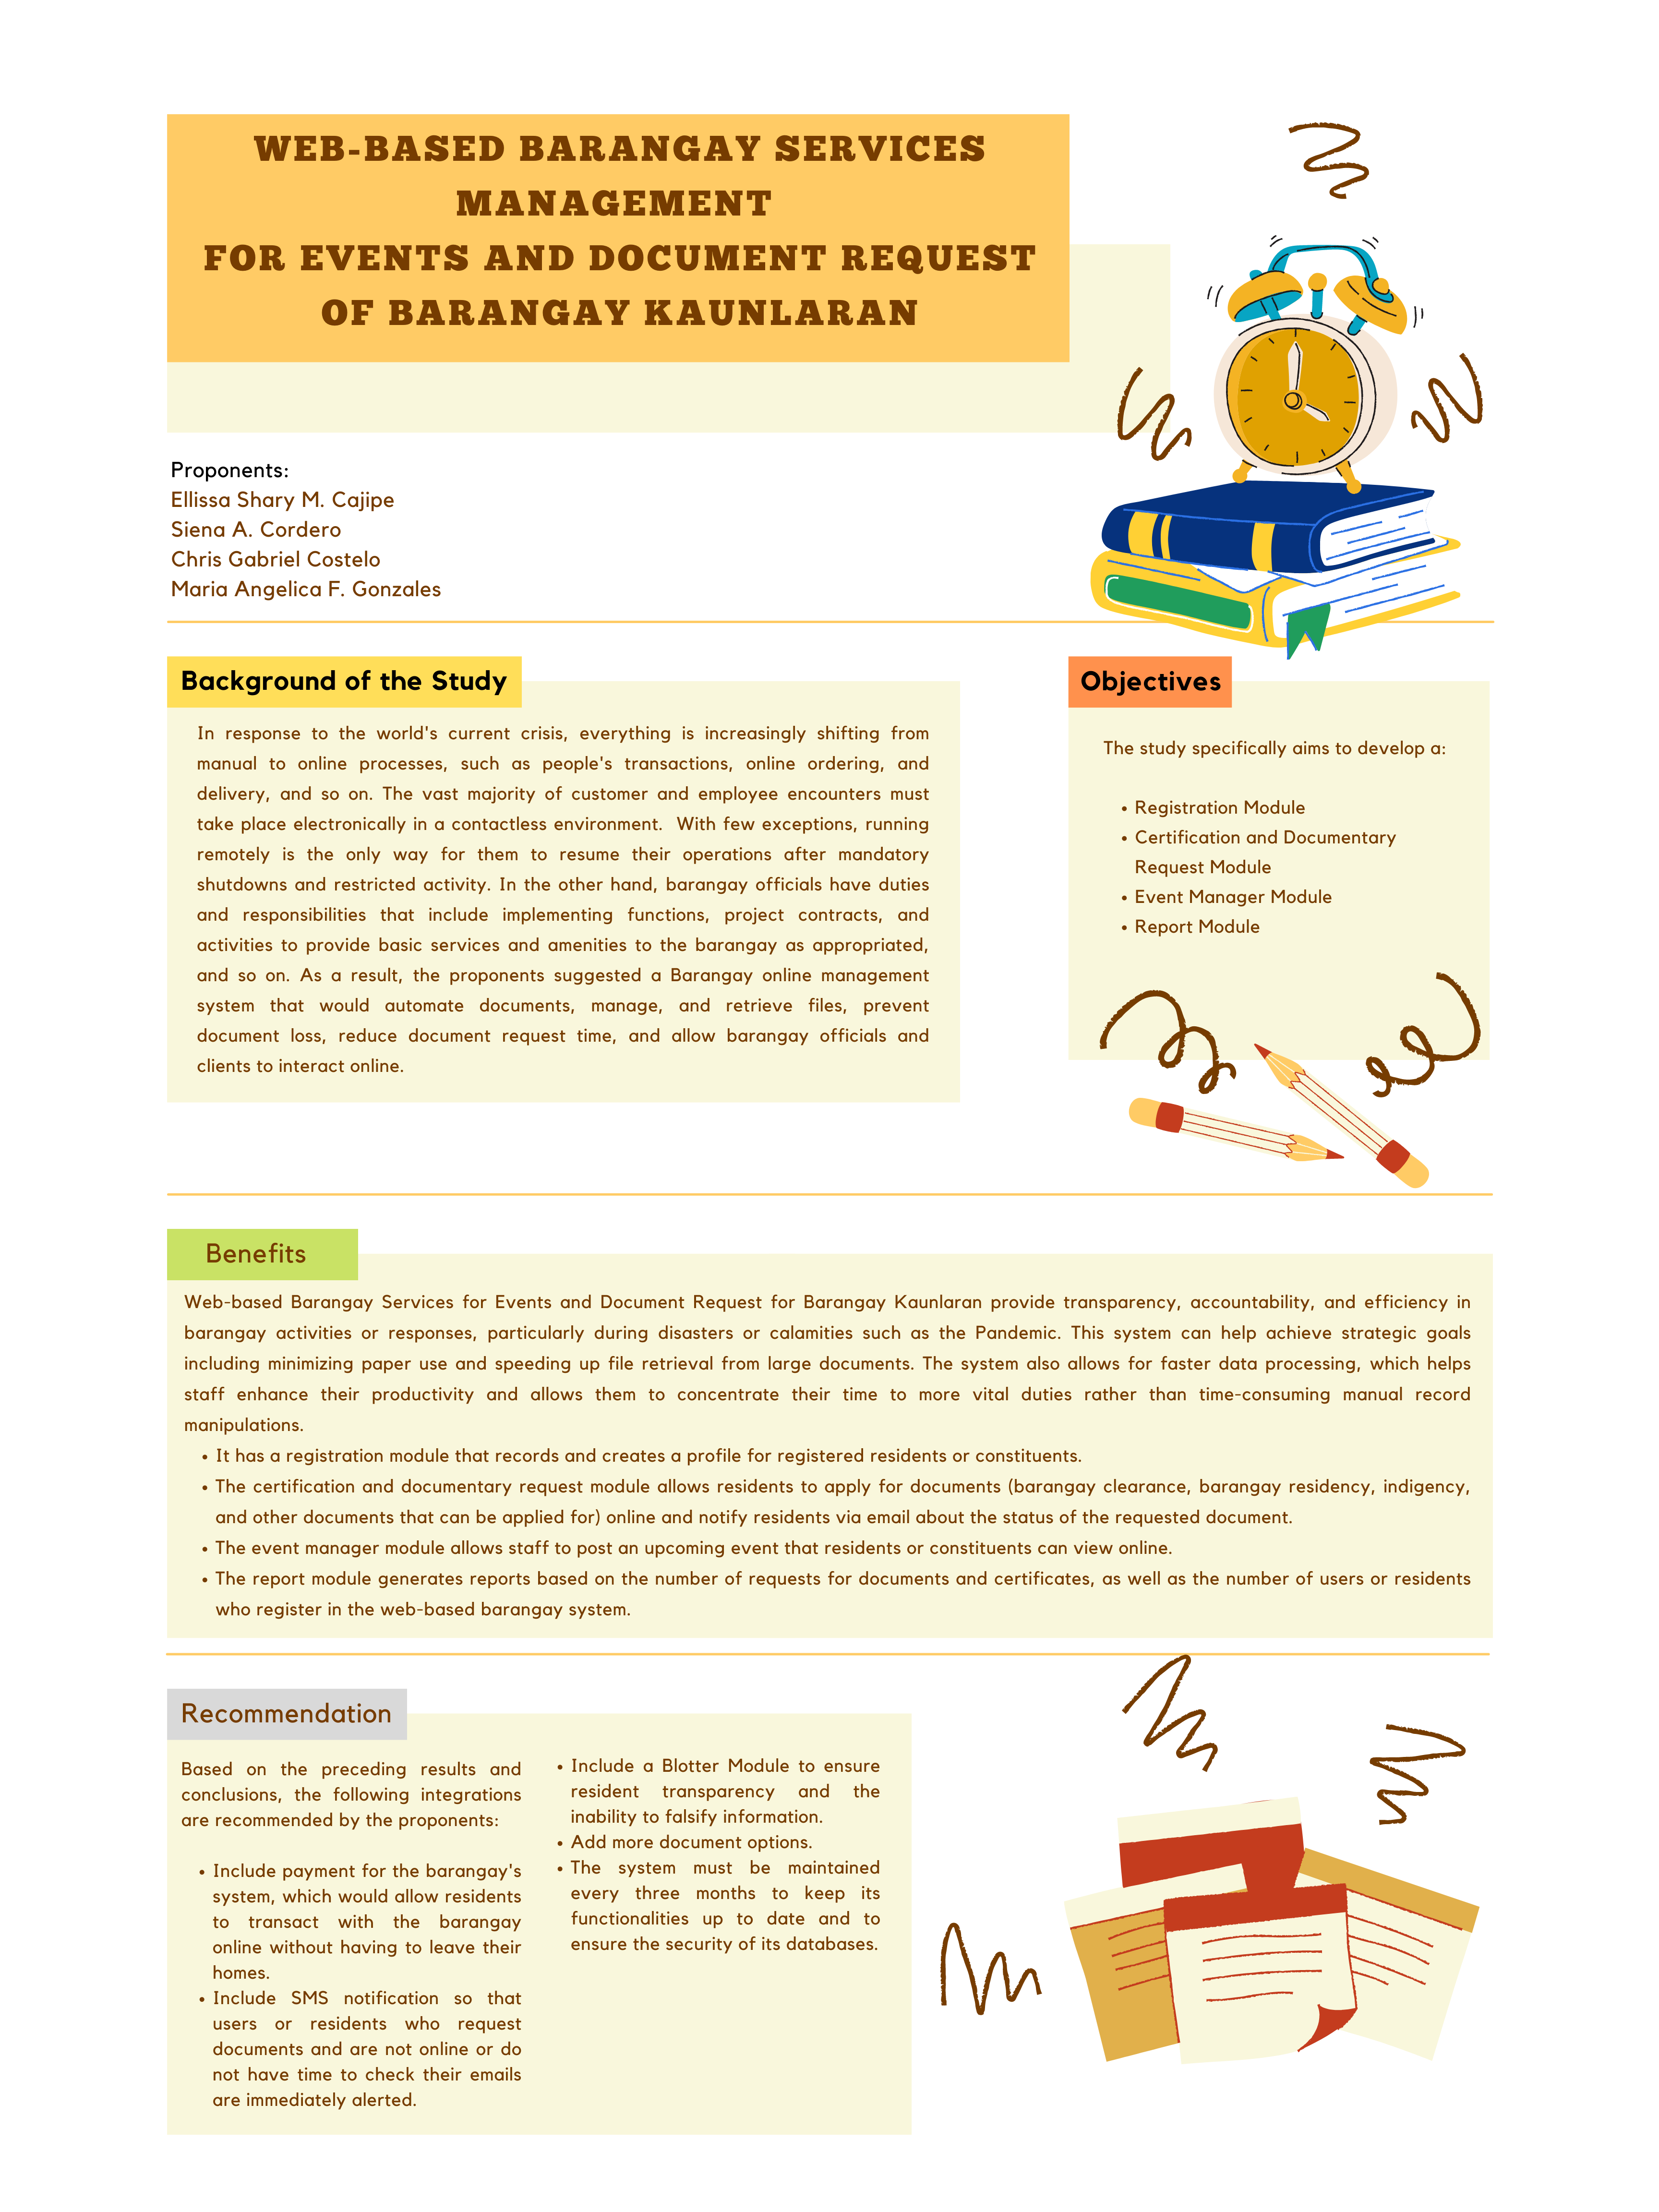 WEB-BASED BARANGAY SERVICES
MANAGEMENT
FOR EVENTS AND DOCUMENT REQUEST
OF BARANGAY KAUNLARAN
Proponents:
Ellissa Shary M. Cajipe
Siena A. Cordero
Chris Gabriel Costelo
Maria Angelica F. Gonzales
Background of the Study
In response to the world's current crisis, everything is increasingly shifting from
manual to online processes, such as people's transactions, online ordering, and
delivery, and so on. The vast majority of customer and employee encounters must
take place electronically in a contactless environment.  With few exceptions, running
remotely is the only way for them to resume their operations after mandatory
shutdowns and restricted activity. In the other hand, barangay officials have duties
and responsibilities that include implementing functions, project contracts, and
activities to provide basic services and amenities to the barangay as appropriated,
and so on. As a result, the proponents suggested a Barangay online management
system that would automate documents, manage, and retrieve files, prevent
document loss, reduce document request time, and allow barangay officials and
clients to interact online.
Objectives
The study specifically aims to develop a:
• Registration Module
• Certification and Documentary
Request Module
• Event Manager Module
• Report Module
Benefits
Web-based Barangay Services for Events and Document Request for Barangay Kaunlaran provide transparency, accountability, and efficiency in
barangay activities or responses, particularly during disasters or calamities such as the Pandemic. This system can help achieve strategic goals
including minimizing paper use and speeding up file retrieval from large documents. The system also allows for faster data processing, which helps
staff enhance their productivity and allows them to concentrate their time to more vital duties rather than time-consuming manual record
manipulations.
• It has a registration module that records and creates a profile for registered residents or constituents.
• The certification and documentary request module allows residents to apply for documents (barangay clearance, barangay residency, indigency,
and other documents that can be applied for) online and notify residents via email about the status of the requested document.
• The event manager module allows staff to post an upcoming event that residents or constituents can view online.
• The report module generates reports based on the number of requests for documents and certificates, as well as the number of users or residents
who register in the web-based barangay system.
Recommendation
Based on the preceding results and
conclusions, the following integrations
are recommended by the proponents:
• Include payment for the barangay's
system, which would allow residents
to transact with the barangay
online without having to leave their
homes.
• Include SMS notification so that
users or residents who request
documents and are not online or do
not have time to check their emails
are immediately alerted.
• Include a Blotter Module to ensure
resident transparency and the
inability to falsify information.
• Add more document options.
• The system must be maintained
every three months to keep its
functionalities up to date and to
ensure the security of its databases.